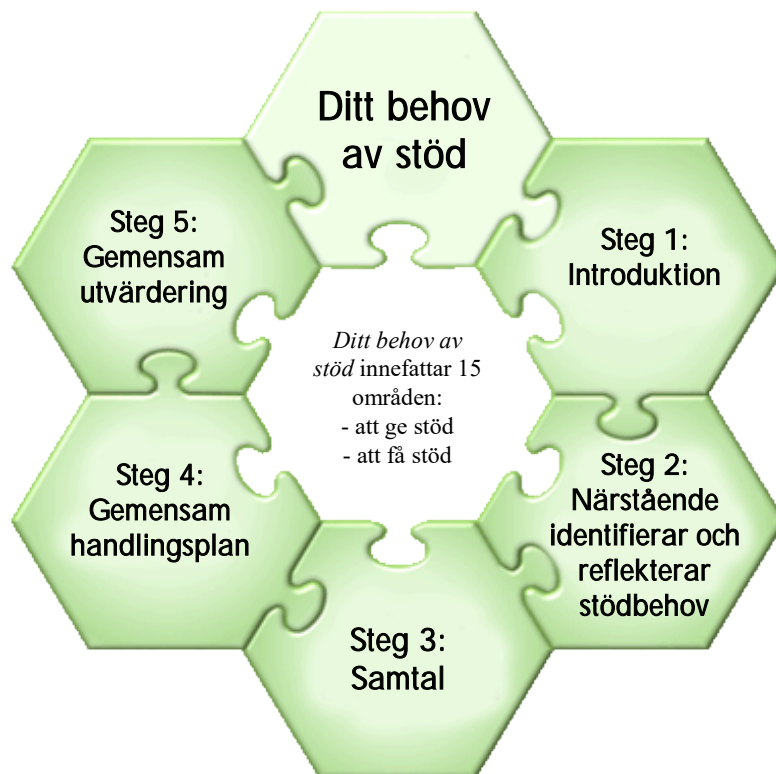 Ditt behov
av stöd
Steg 1:
Introduktion
Steg 2:
Närstående
identifierar och
reflekterar
stödbehov
Steg 3:
Samtal
Steg 4:
Gemensam
handlingsplan
Steg 5:
Gemensam
utvärdering
Ditt behov av
stöd innefattar 15
områden:
- att ge stöd
- att få stöd